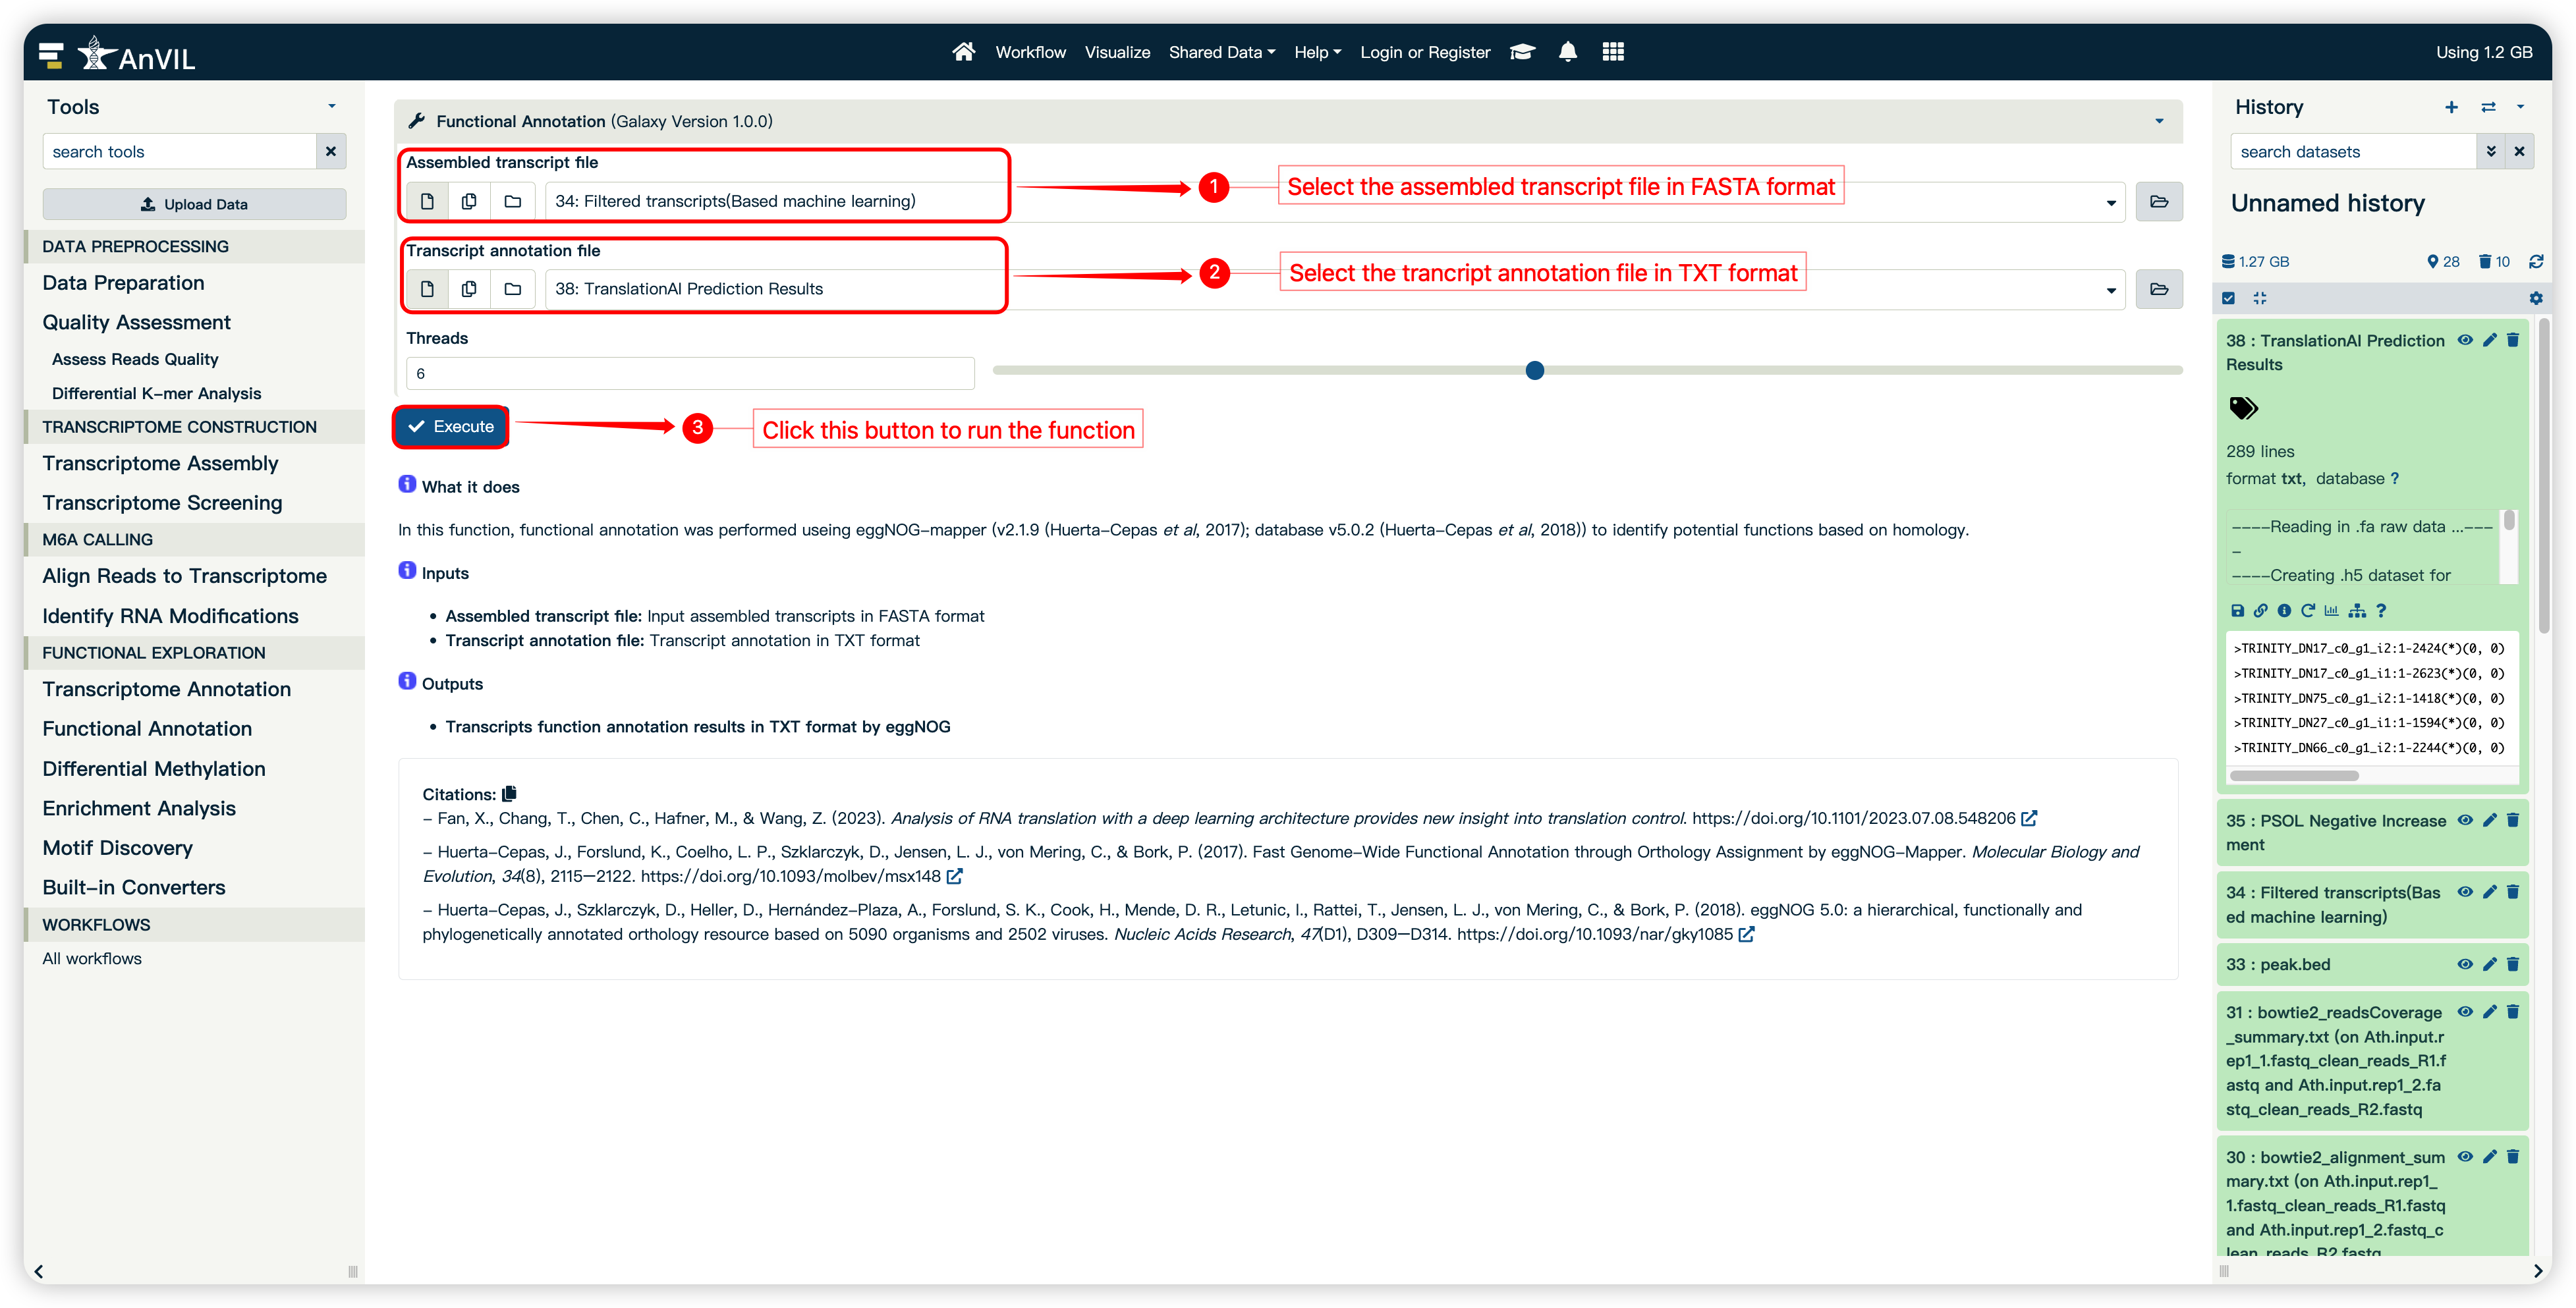 AnVIL
Workflow Visualize Shared Data Help Login or Register
Using 1.2 GB
Tools
search tools
Upload Data
DATA PREPROCESSING
Data Preparation
Quality Assessment
Assess Reads Quality
Differential K-mer Analysis
TRANSCRIPTOME CONSTRUCTION
Transcriptome Assembly
Transcriptome Screening
M6A CALLING
Align Reads to Transcriptome
Identify RNA Modifications
FUNCTIONAL EXPLORATION
Transcriptome Annotation
Functional Annotation
Differential Methylation
Enrichment Analysis
Motif Discovery
Built-in Converters
WORKFLOWS
All workflows
Functional Annotation (Galaxy Version 1.0.0)
Assembled transcript file
34: Filtered transcripts(Based machine learning)
1 Select the assembled transcript file in FASTA format
Transcript annotation file
38: TranslationAI Prediction Results
2 Select the trancript annotation file in TXT format
Threads
6
Execute
3 Click this button to run the function
What it does
In this function, functional annotation was performed useing eggNOG-mapper (v2.1.9 (Huerta-Cepas et al, 2017); database v5.0.2 (Huerta-Cepas et al, 2018)) to identify potential functions based on homology.
Inputs
• Assembled transcript file: Input assembled transcripts in FASTA format
• Transcript annotation file: Transcript annotation in TXT format
Outputs
• Transcripts function annotation results in TXT format by eggNOG
Citations:
– Fan, X., Chang, T., Chen, C., Hafner, M., & Wang, Z. (2023). Analysis of RNA translation with a deep learning architecture provides new insight into translation control. https://doi.org/10.1101/2023.07.08.548206
– Huerta-Cepas, J., Forslund, K., Coelho, L. P., Szklarczyk, D., Jensen, L. J., von Mering, C., & Bork, P. (2017). Fast Genome-Wide Functional Annotation through Orthology Assignment by eggNOG-Mapper. Molecular Biology and
Evolution, 34(8), 2115–2122. https://doi.org/10.1093/molbev/msx148
– Huerta-Cepas, J., Szklarczyk, D., Heller, D., Hernández-Plaza, A., Forslund, S. K., Cook, H., Mende, D. R., Letunic, I., Rattei, T., Jensen, L. J., von Mering, C., & Bork, P. (2018). eggNOG 5.0: a hierarchical, functionally and
phylogenetically annotated orthology resource based on 5090 organisms and 2502 viruses. Nucleic Acids Research, 47(D1), D309–D314. https://doi.org/10.1093/nar/gky1085
History
search datasets
Unnamed history
1.27 GB 28 10
38 : TranslationAI Prediction
Results
289 lines
format txt, database ?
----Reading in .fa raw data ...---
-
----Creating .h5 dataset for
>TRINITY_DN17_c0_g1_i2:1-2424(*)(0, 0)
>TRINITY_DN17_c0_g1_i1:1-2623(*)(0, 0)
>TRINITY_DN75_c0_g1_i2:1-1418(*)(0, 0)
>TRINITY_DN27_c0_g1_i1:1-1594(*)(0, 0)
>TRINITY_DN66_c0_g1_i2:1-2244(*)(0, 0)
35 : PSOL Negative Increase
ment
34 : Filtered transcripts(Bas
ed machine learning)
33 : peak.bed
31 : bowtie2_readsCoverage
_summary.txt (on Ath.input.r
ep1_1.fastq_clean_reads_R1.f
astq and Ath.input.rep1_2.fa
stq_clean_reads_R2.fastq
30 : bowtie2_alignment_sum
mary.txt (on Ath.input.rep1_
1.fastq_clean_reads_R1.fastq
and Ath.input.rep1_2.fastq_c
lean_reads_R2.fastq